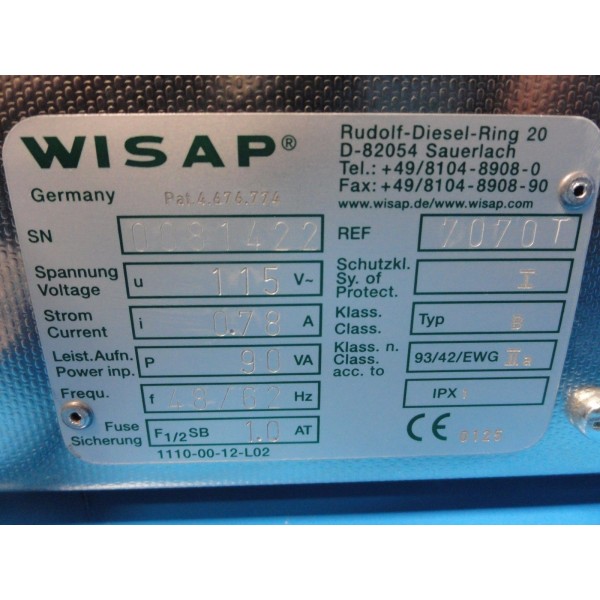 WISAP®
Rudolf-Diesel-Ring 20
D-82054 Sauerlach
Tel.: +49/8104-8908-0
Fax: +49/8104-8908-90
www.wisap.de/www.wisap.com
Germany Pat.4.676.774
SN 0081422
REF 7070T
Spannung
Voltage u 115 V~
Schutzkl.
Sy. of
Protect. I
Strom
Current i 0.78 A
Klass.
Class. Typ B
Leist.Aufn.
Power inp. P 90 VA
Klass. n.
Class.
acc. to 93/42/EWG IIa
Frequ. f 48/62 Hz
IPX 1
Fuse
Sicherung F1/2 SB 1.0 AT
CE 0125
1110-00-12-L02